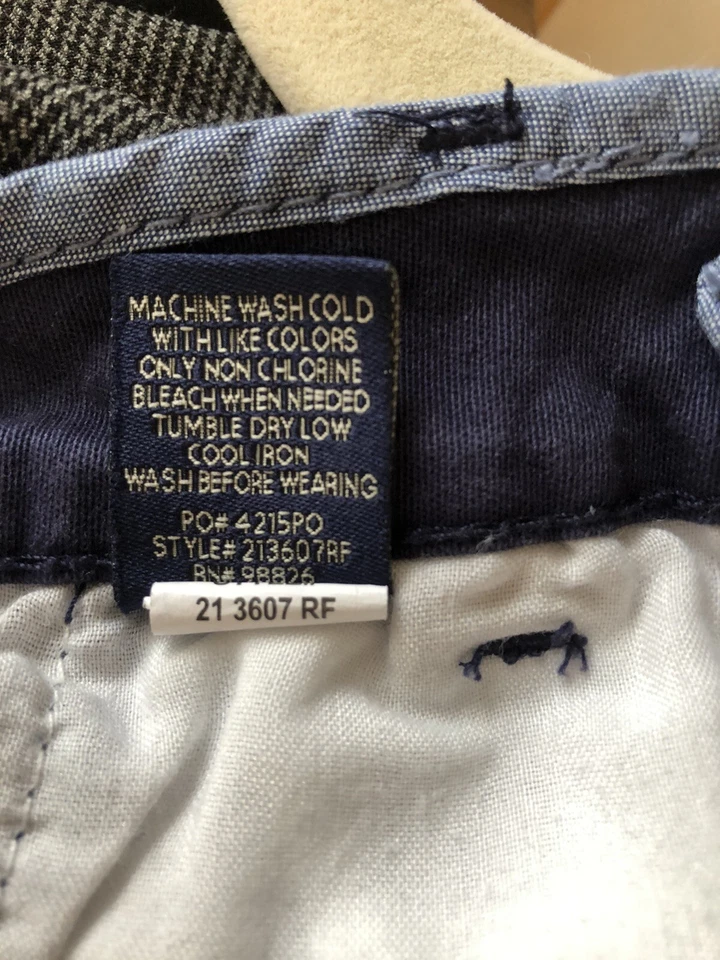 MACHINE WASH COLD
WITH LIKE COLORS
ONLY NON CHLORINE
BLEACH WHEN NEEDED
TUMBLE DRY LOW
COOL IRON
WASH BEFORE WEARING
PO# 4215PO
STYLE# 213607RF
RN# 98826
21 3607 RF